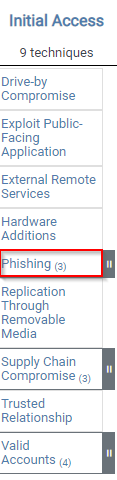 Initial Access
9 techniques
Drive-by
Compromise
Exploit Public-
Facing
Application
External Remote
Services
Hardware
Additions
Phishing (3)
Replication
Through
Removable
Media
Supply Chain
Compromise (3)
Trusted
Relationship
Valid
Accounts (4)